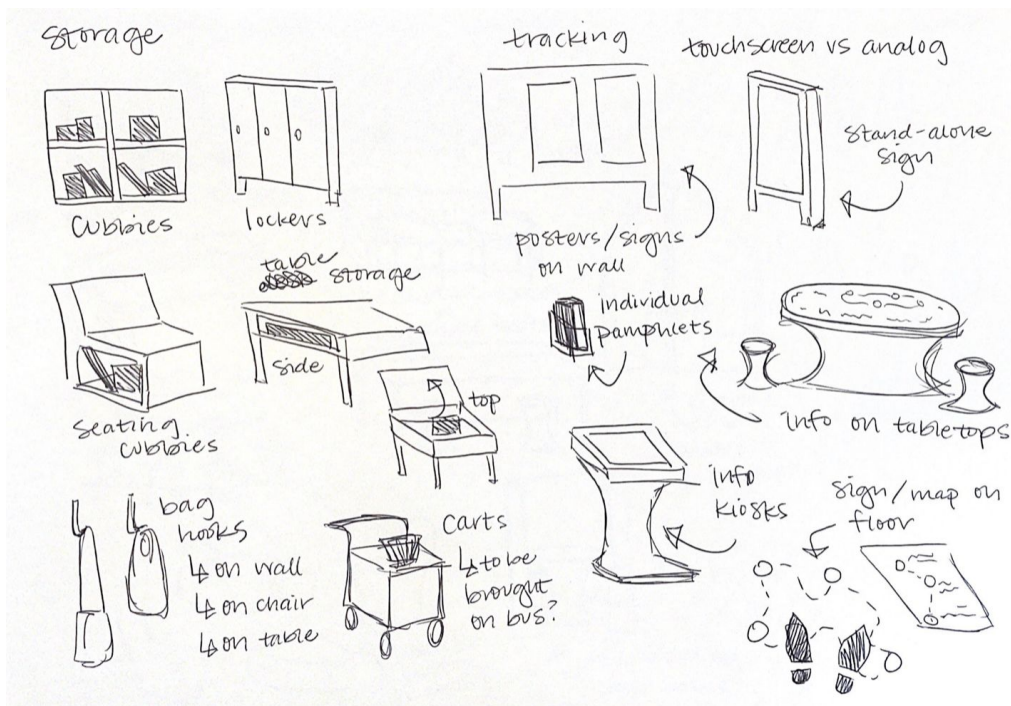 storage
cubbies
lockers
seating
cubbies
table
storage
side
top
bag
hooks
↳ on wall
↳ on chair
↳ on table
carts
↳ to be
brought
on bus?
tracking
touchscreen vs analog
posters/signs
on wall
stand-alone
sign
individual
pamphlets
info on tabletops
info
kiosks
sign/map on
floor